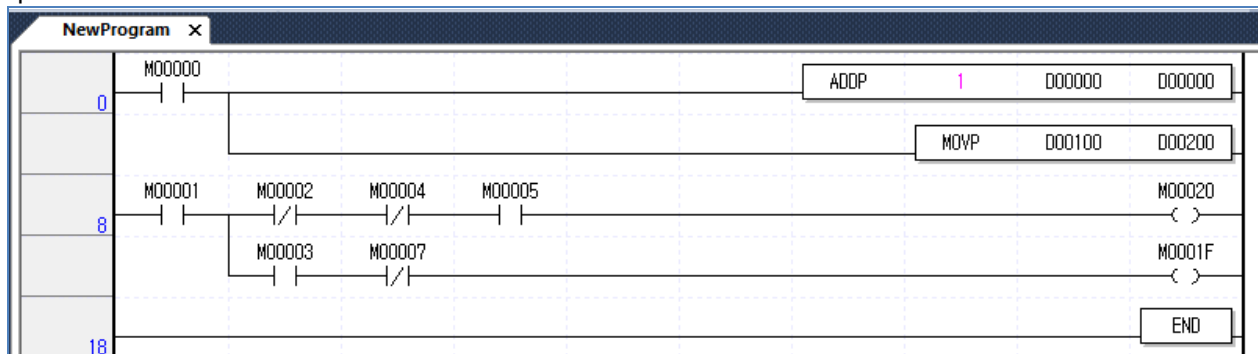 NewProgram X
M00000
0
ADDP 1 D00000 D00000
MOVP D00100 D00200
M00001 M00002 M00004 M00005 M00020
8
M00003 M00007 M0001F
END
18